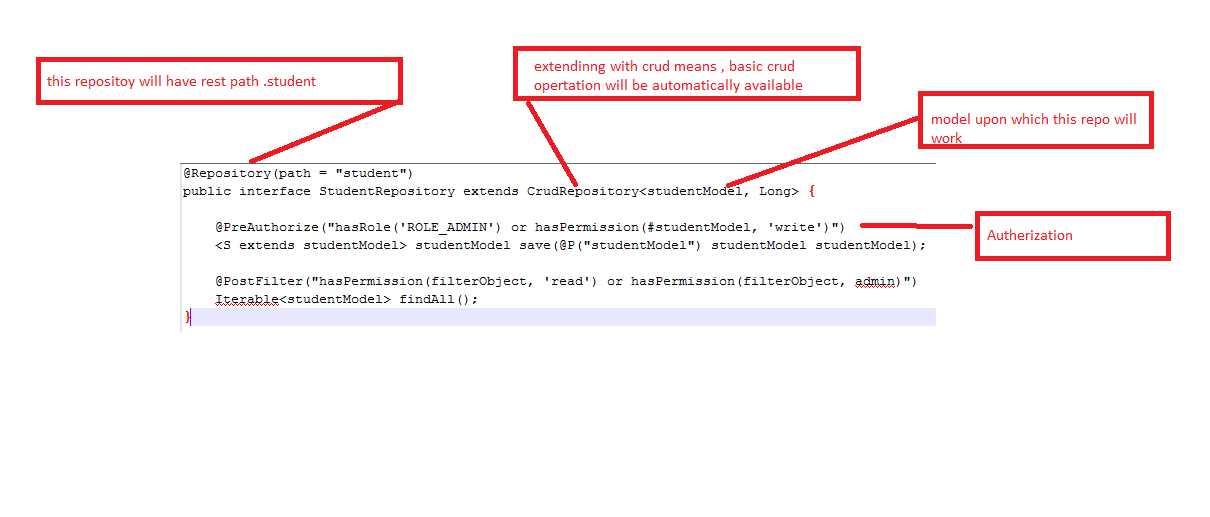 this repositoy will have rest path .student
extendinng with crud means , basic crud
opertation will be automatically available
model upon which this repo will
work
@Repository(path = "student")
public interface StudentRepository extends CrudRepository<studentModel, Long> {
@PreAuthorize("hasRole('ROLE_ADMIN') or hasPermission(#studentModel, 'write')")
<S extends studentModel> studentModel save(@P("studentModel") studentModel studentModel);
Autherization
@PostFilter("hasPermission(filterObject, 'read') or hasPermission(filterObject, admin)")
Iterable<studentModel> findAll();
}